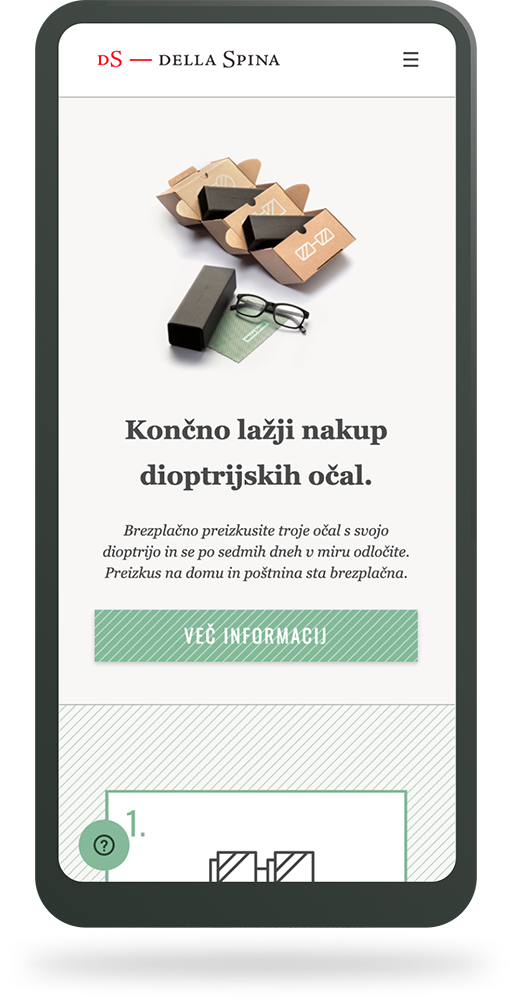 DS — DELLA SPINA
Končno lažji nakup
dioptrijskih očal.
Brezplačno preizkusite troje očal s svojo
dioptrijo in se po sedmih dneh v miru odločite.
Preizkus na domu in poštnina sta brezplačna.
VEČ INFORMACIJ
1.
?